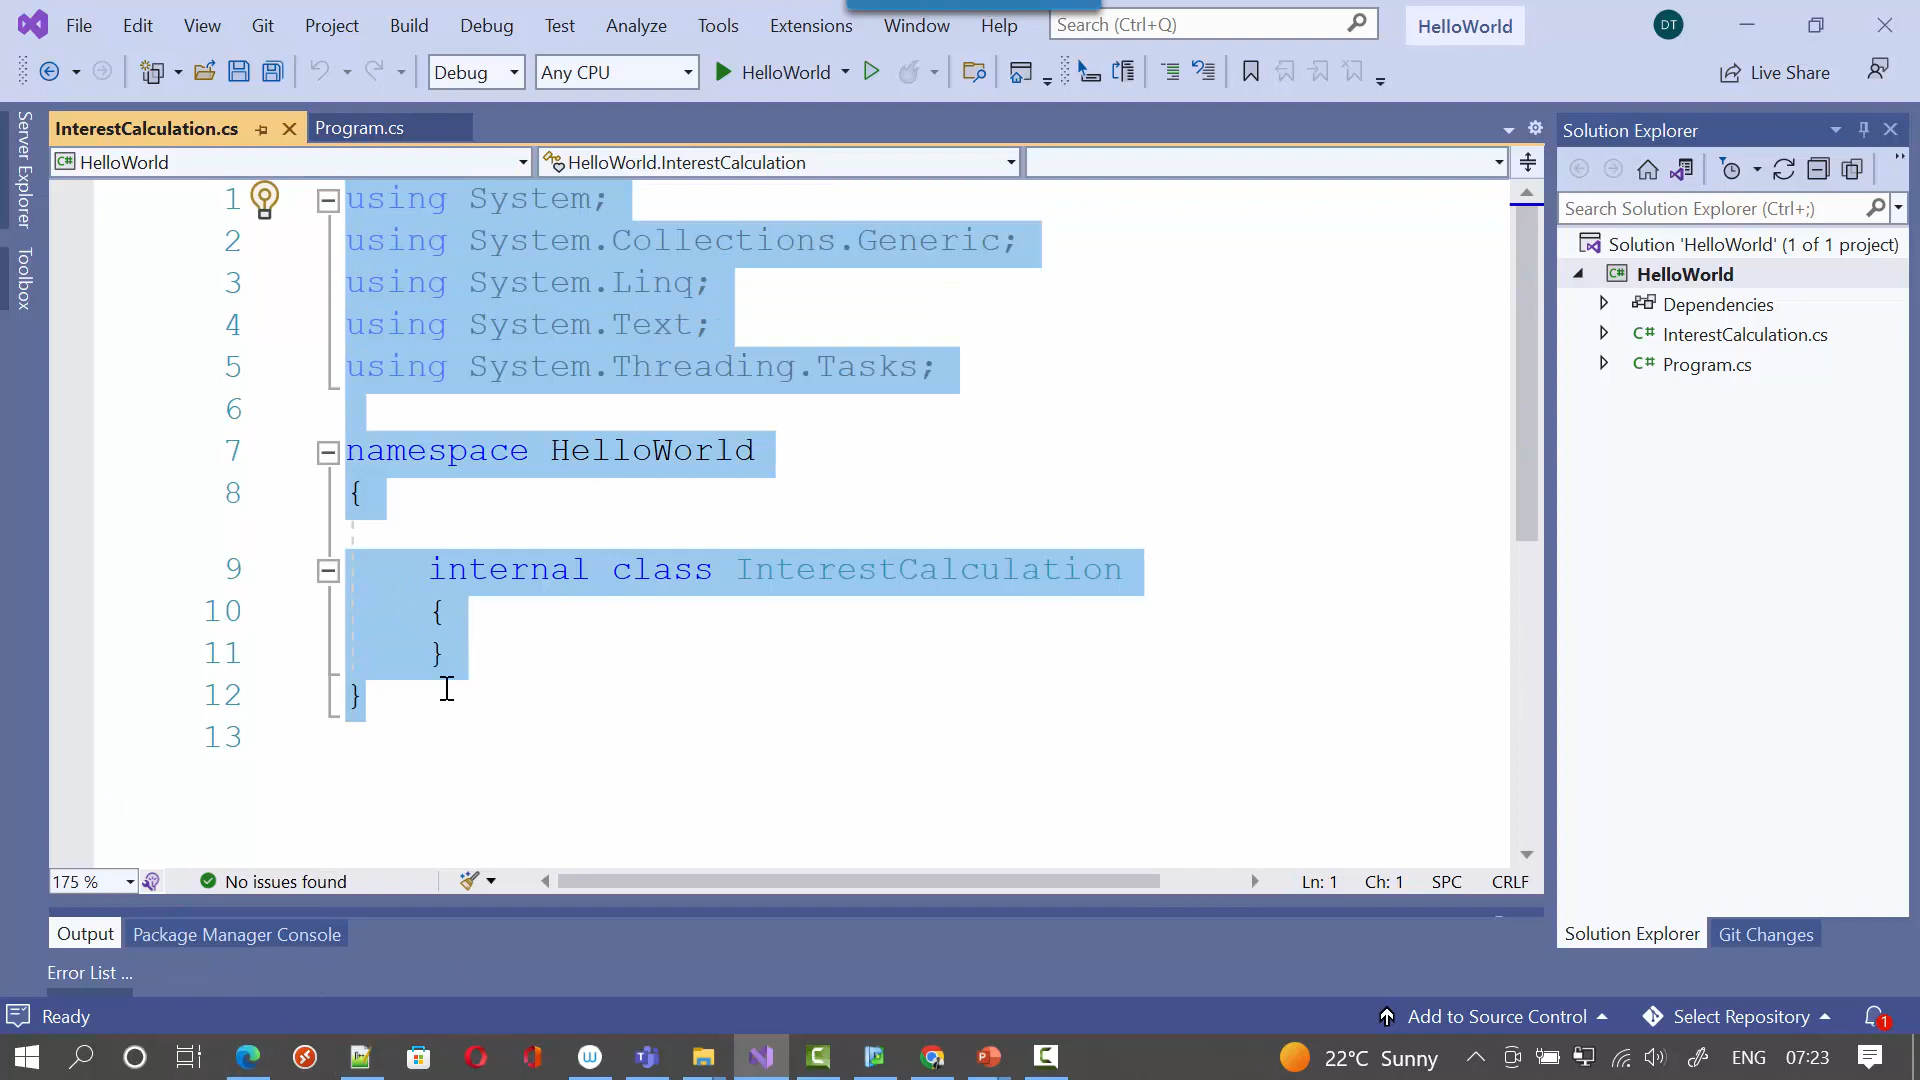 File Edit View Git Project Build Debug Test Analyze Tools Extensions Window Help Search (Ctrl+Q) HelloWorld DT
Debug Any CPU HelloWorld Live Share
Server Explorer
Toolbox
InterestCalculation.cs Program.cs
HelloWorld HelloWorld.InterestCalculation
1 using System;
2 using System.Collections.Generic;
3 using System.Linq;
4 using System.Text;
5 using System.Threading.Tasks;
6
7 namespace HelloWorld
8 {
9 internal class InterestCalculation
10 {
11 }
12 }
13
175 % No issues found Ln: 1 Ch: 1 SPC CRLF
Solution Explorer
Search Solution Explorer (Ctrl+;)
Solution 'HelloWorld' (1 of 1 project)
C# HelloWorld
Dependencies
C# InterestCalculation.cs
C# Program.cs
Solution Explorer Git Changes
Output Package Manager Console
Error List ...
Ready Add to Source Control Select Repository 1
22°C Sunny ENG 07:23